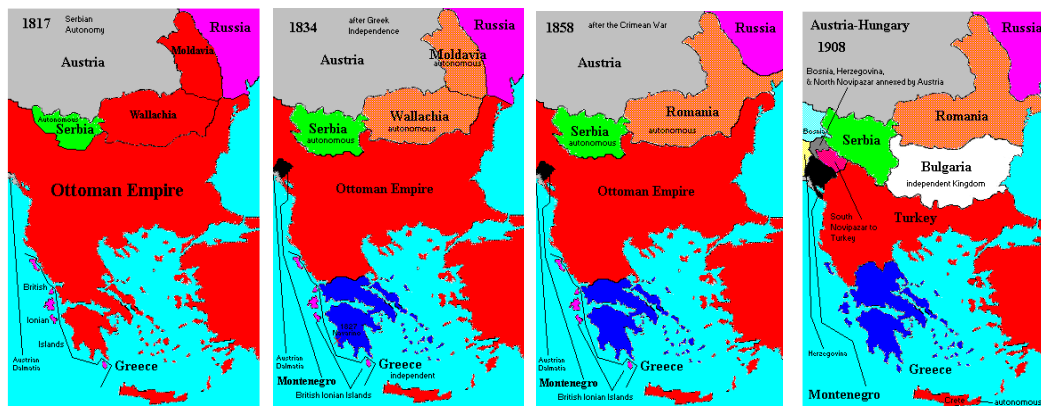 1817
Serbian
Autonomy
Russia
Moldavia
Austria
Wallachia
Autonomous
Serbia
Ottoman Empire
British
Ionian
Islands
Austrian
Dalmatia
Greece
1834
after Greek
Independence
Russia
Moldavia
autonomous
Austria
Wallachia
autonomous
Serbia
autonomous
Ottoman Empire
1827
Austrian
Dalmatia
Greece
independent
Montenegro
British Ionian Islands
1858
after the Crimean War
Russia
Austria
Romania
autonomous
Serbia
autonomous
Ottoman Empire
Austrian
Dalmatia
Greece
Montenegro
British Ionian Islands
Austria-Hungary
1908
Russia
Bosnia, Herzegovina,
& North Novipazar annered by Austria
Romania
Bosnia
Serbia
Bulgaria
independent Kingdom
South
Novipazar to
Turkey
Turkey
Herzegovina
Greece
Montenegro
Crete
autonomous